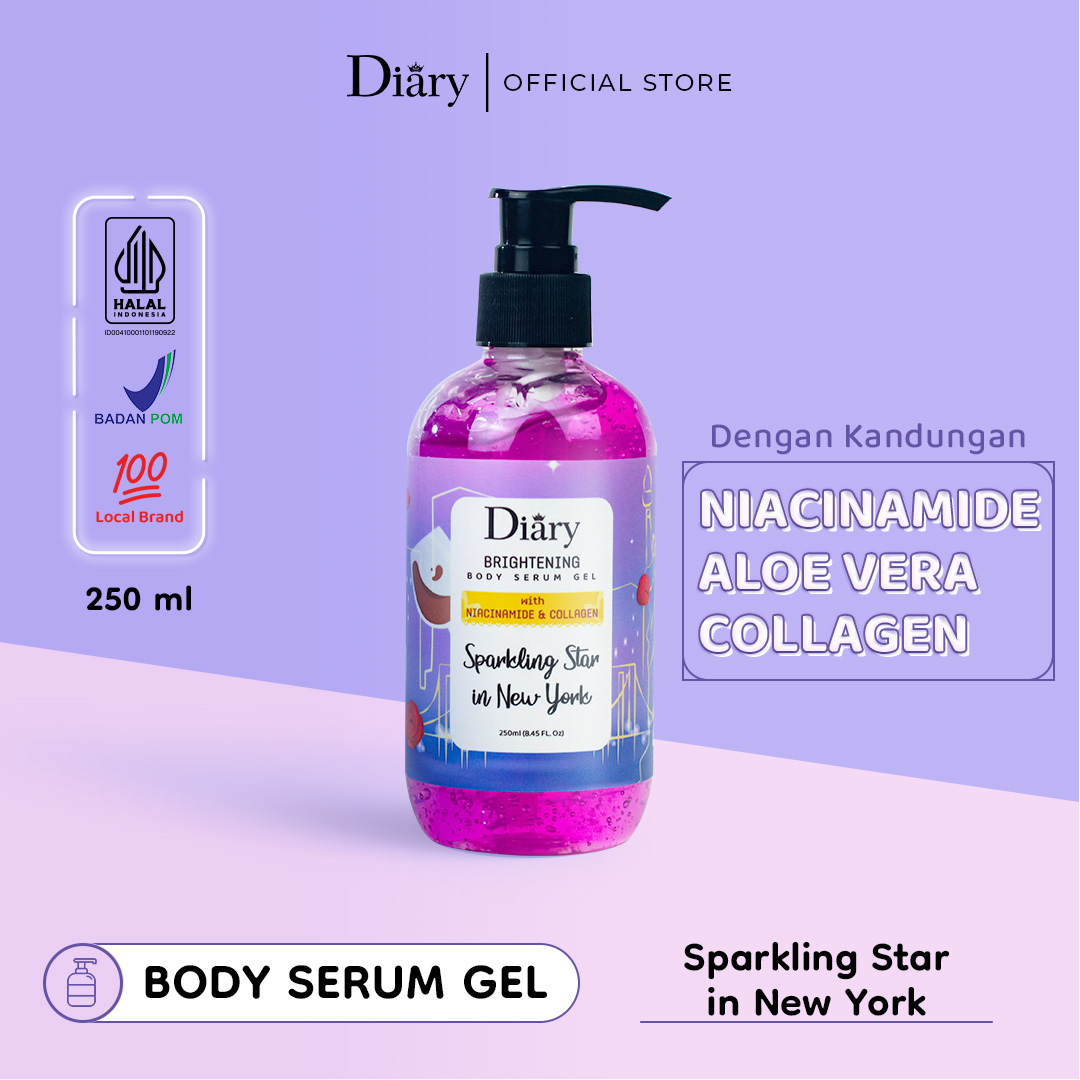 Diary | OFFICIAL STORE
HALAL
INDONESIA
ID00410001101190922
BADAN POM
100
Local Brand
250 ml
Dengan Kandungan
NIACINAMIDE
ALOE VERA
COLLAGEN
Diary
BRIGHTENING
BODY SERUM GEL
with
NIACINAMIDE & COLLAGEN
Sparkling Star
in New York
250ml (8.45 FL. Oz)
BODY SERUM GEL
Sparkling Star
in New York